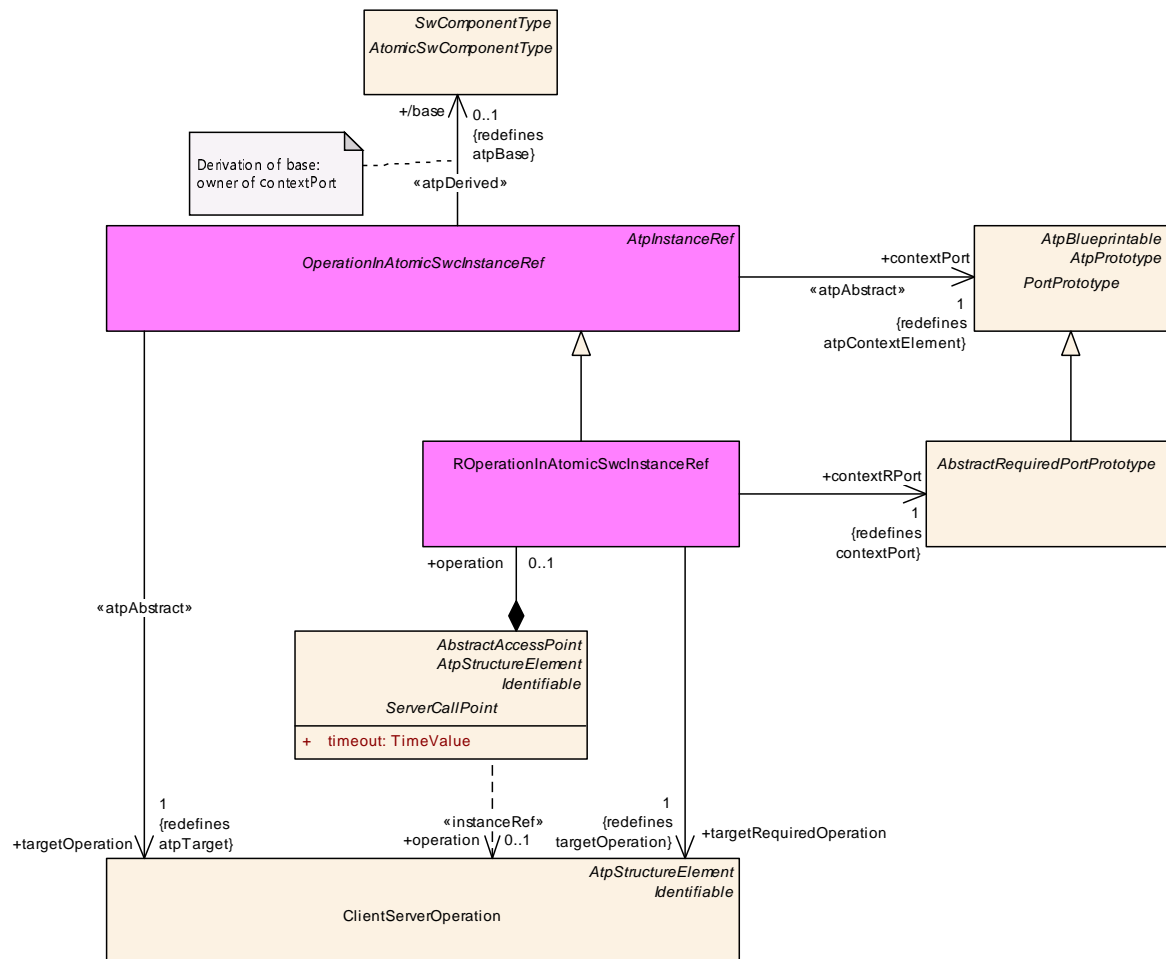 SwComponentType
AtomicSwComponentType
+/base
0..1
{redefines
atpBase}
Derivation of base:
owner of contextPort
«atpDerived»
AtpInstanceRef
OperationInAtomicSwcInstanceRef
+contextPort
«atpAbstract»
1
{redefines
atpContextElement}
AtpBlueprintable
AtpPrototype
PortPrototype
ROperationInAtomicSwcInstanceRef
+contextRPort
1
{redefines
contextPort}
AbstractRequiredPortPrototype
+operation
0..1
«atpAbstract»
AbstractAccessPoint
AtpStructureElement
Identifiable
ServerCallPoint
+ timeout: TimeValue
+targetOperation
1
{redefines
atpTarget}
«instanceRef»
+operation
0..1
1
{redefines
targetOperation}
+targetRequiredOperation
AtpStructureElement
Identifiable
ClientServerOperation